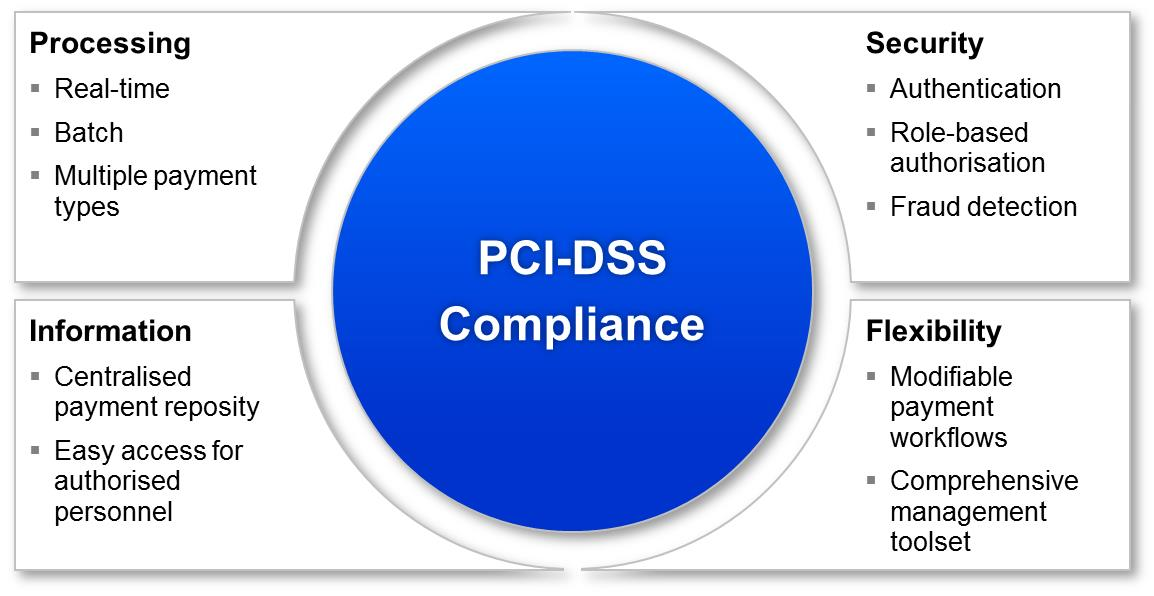 Processing
Real-time
Batch
Multiple payment
types
Security
Authentication
Role-based
authorisation
Fraud detection
PCI-DSS
Compliance
Information
Centralised
payment reposity
Easy access for
authorised
personnel
Flexibility
Modifiable
payment
workflows
Comprehensive
management
toolset